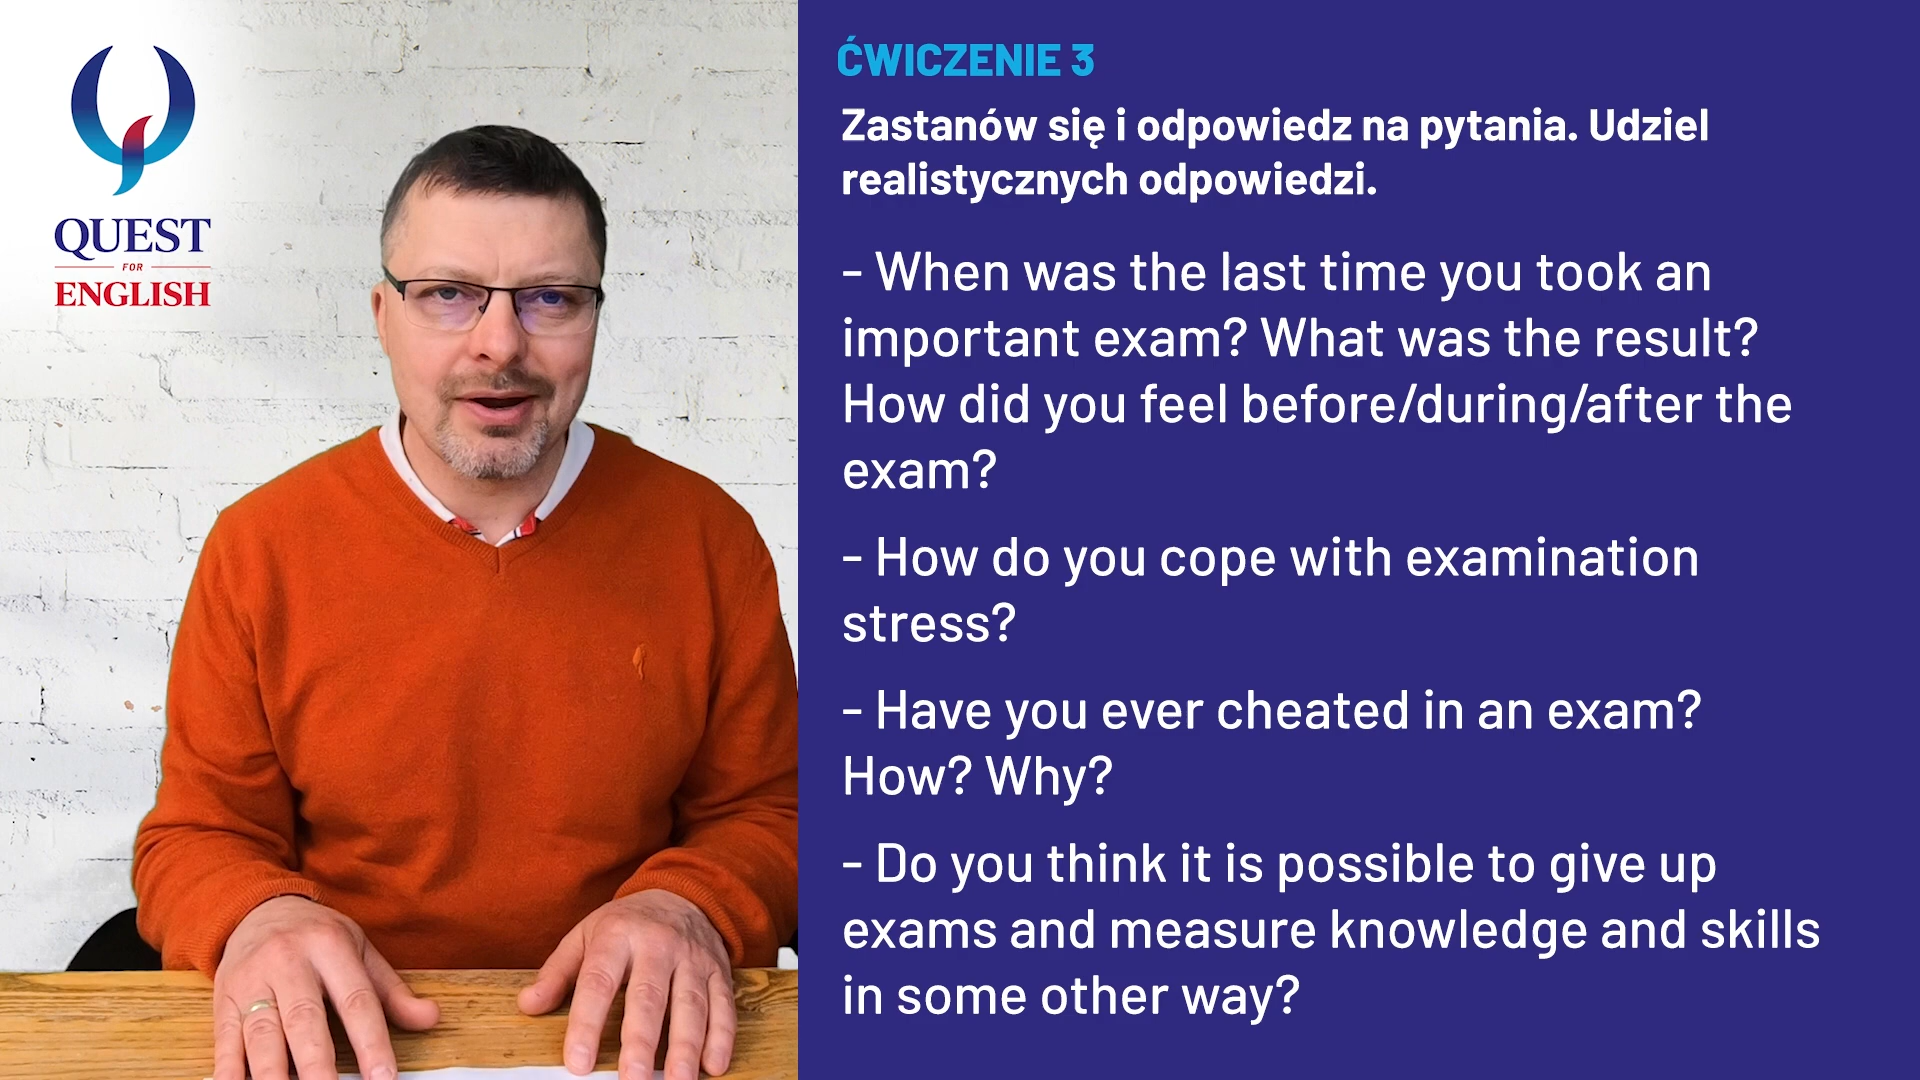 QUEST
FOR
ENGLISH
ĆWICZENIE 3
Zastanów się i odpowiedz na pytania. Udziel
realistycznych odpowiedzi.
- When was the last time you took an
important exam? What was the result?
How did you feel before/during/after the
exam?
- How do you cope with examination
stress?
- Have you ever cheated in an exam?
How? Why?
- Do you think it is possible to give up
exams and measure knowledge and skills
in some other way?